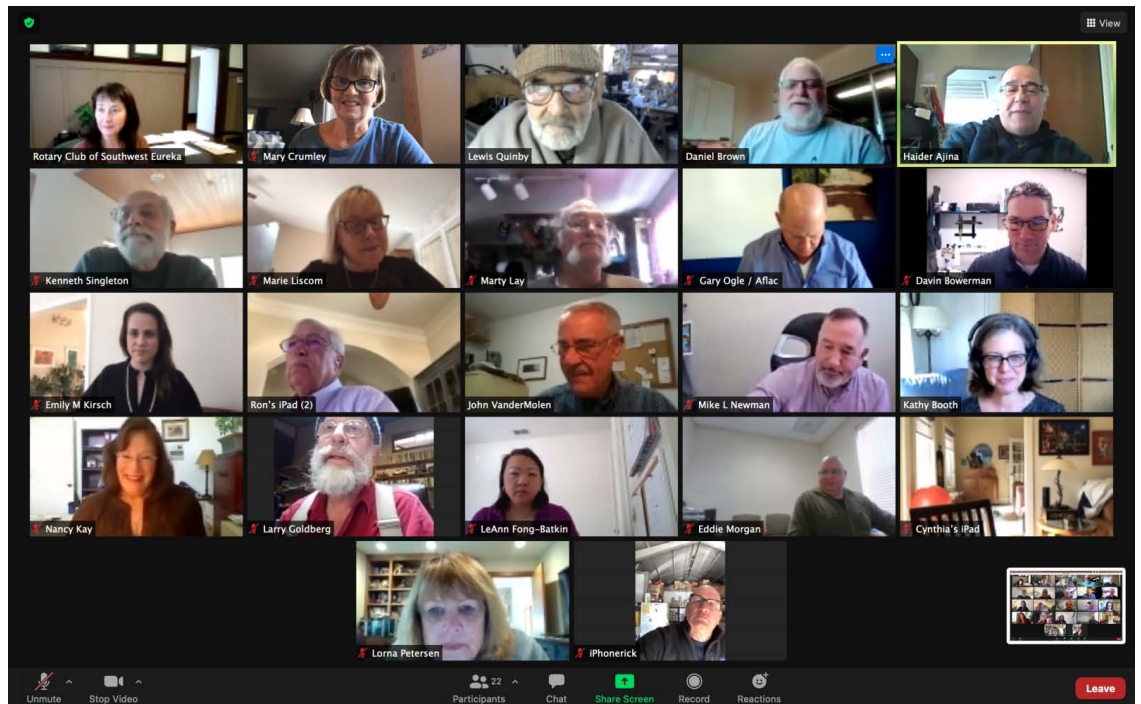 View
Rotary Club of Southwest Eureka
Mary Crumley
Lewis Quinby
Daniel Brown
Haider Ajina
Kenneth Singleton
Marie Liscom
Marty Lay
Gary Ogle / Aflac
Davin Bowerman
Emily M Kirsch
Ron's iPad (2)
John VanderMolen
Mike L Newman
Kathy Booth
Nancy Kay
Larry Goldberg
LeAnn Fong-Batkin
Eddie Morgan
Cynthia's iPad
Lorna Petersen
iPhonerick
Unmute
Stop Video
22
Participants
Chat
Share Screen
Record
Reactions
Leave